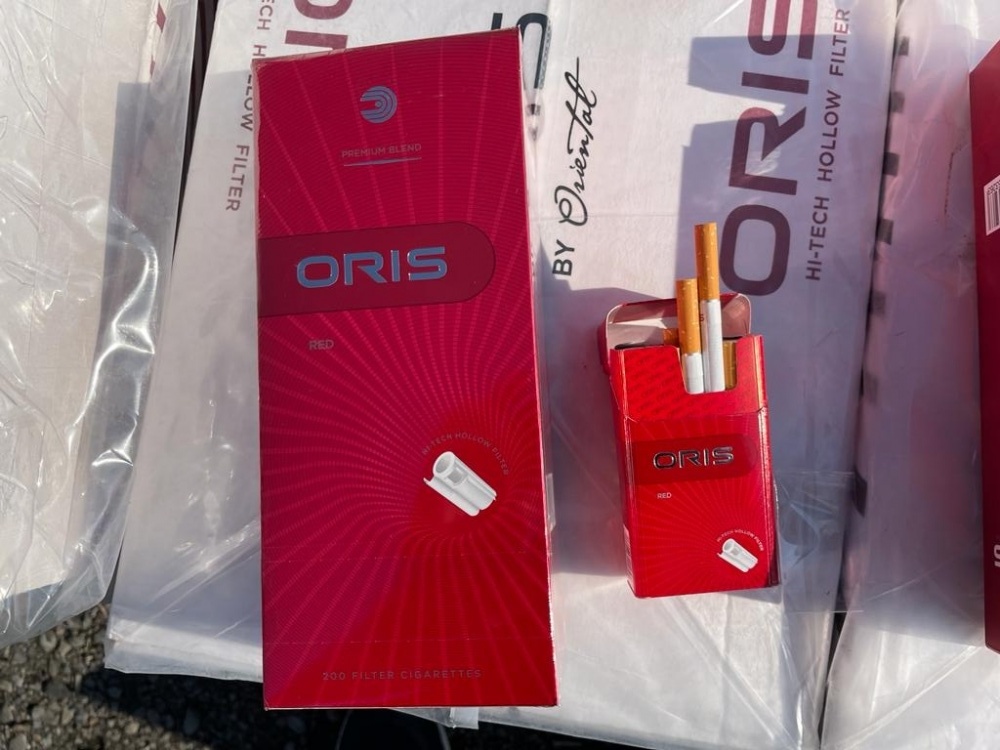 HI-TECH HOLLOW FILTER
PREMIUM BLEND
ORIS
RED
HI-TECH HOLLOW FILTER
200 FILTER CIGARETTES
BY Oriental
ORIS
HI-TECH HOLLOW FILTER
ORIS
RED
HI-TECH HOLLOW FILTER